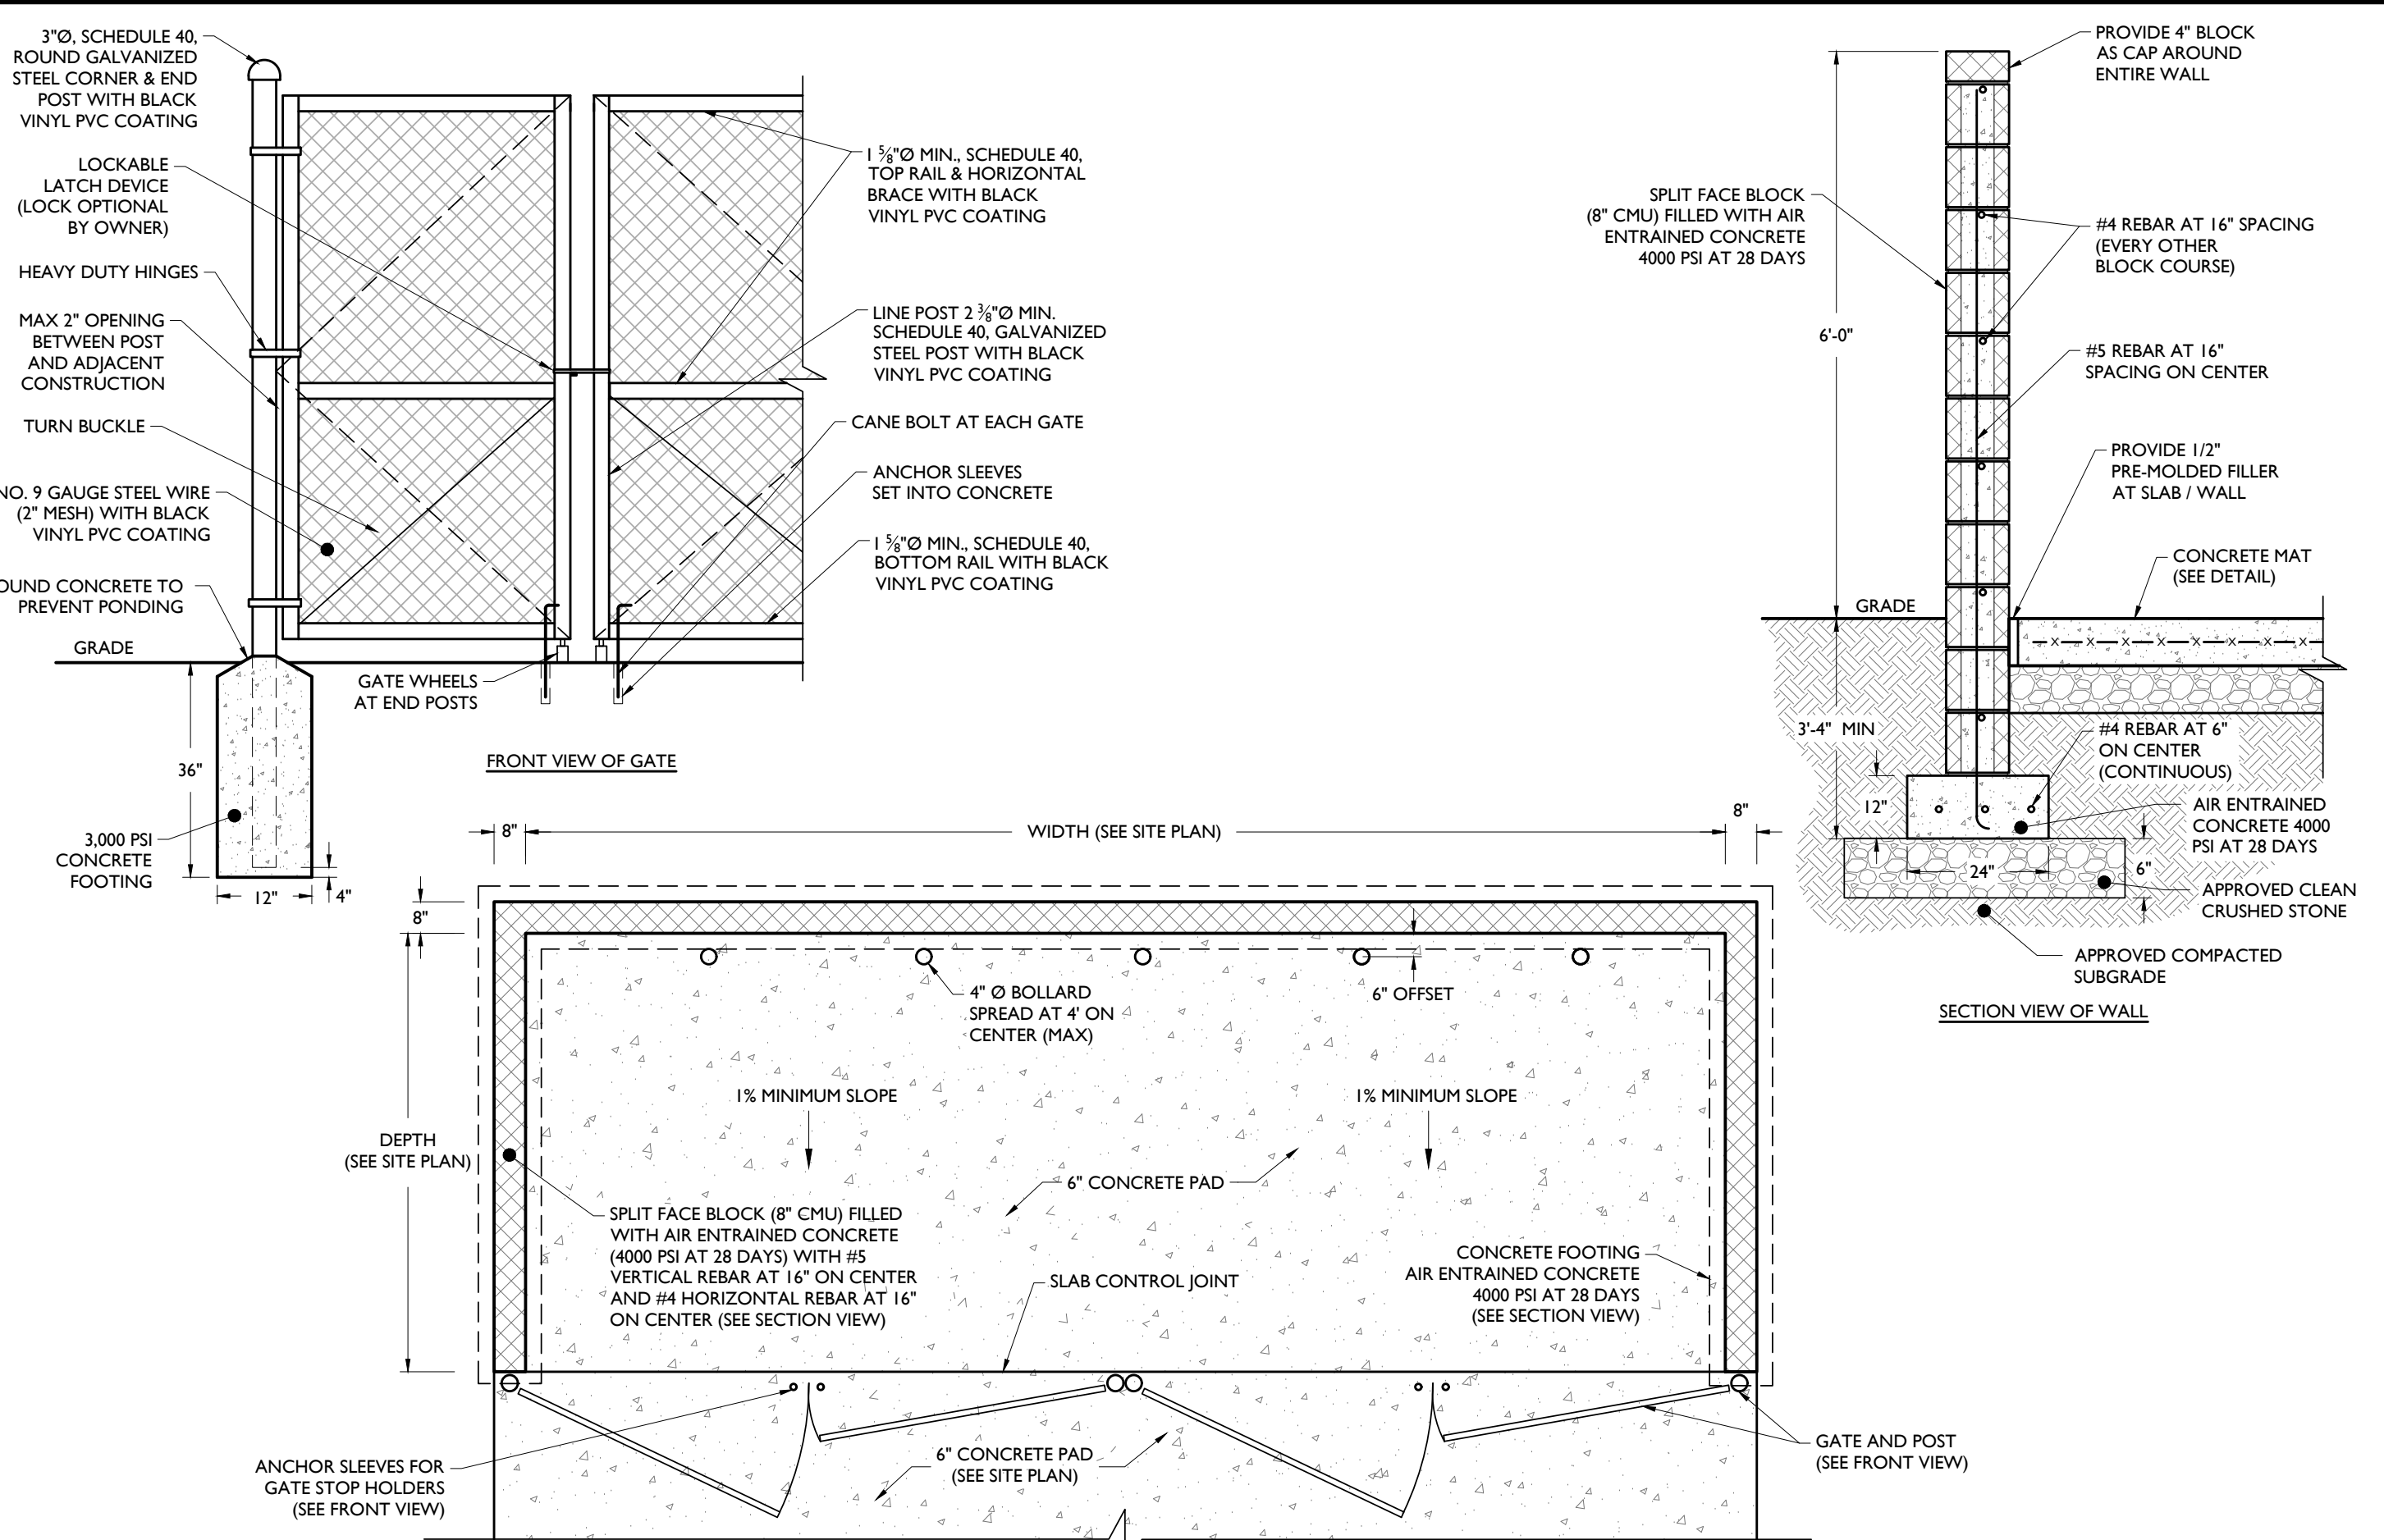 3"Ø, SCHEDULE 40,
ROUND GALVANIZED
STEEL CORNER & END
POST WITH BLACK
VINYL PVC COATING
LOCKABLE
LATCH DEVICE
(LOCK OPTIONAL
BY OWNER)
HEAVY DUTY HINGES
MAX 2" OPENING
BETWEEN POST
AND ADJACENT
CONSTRUCTION
TURN BUCKLE
NO. 9 GAUGE STEEL WIRE
(2" MESH) WITH BLACK
VINYL PVC COATING
OUND CONCRETE TO
PREVENT PONDING
GRADE
36"
3,000 PSI
CONCRETE
FOOTING
12"
4"
GATE WHEELS
AT END POSTS
1 5/8"Ø MIN., SCHEDULE 40,
TOP RAIL & HORIZONTAL
BRACE WITH BLACK
VINYL PVC COATING
LINE POST 2 3/8"Ø MIN.
SCHEDULE 40, GALVANIZED
STEEL POST WITH BLACK
VINYL PVC COATING
CANE BOLT AT EACH GATE
ANCHOR SLEEVES
SET INTO CONCRETE
1 5/8"Ø MIN., SCHEDULE 40,
BOTTOM RAIL WITH BLACK
VINYL PVC COATING
FRONT VIEW OF GATE
PROVIDE 4" BLOCK
AS CAP AROUND
ENTIRE WALL
SPLIT FACE BLOCK
(8" CMU) FILLED WITH AIR
ENTRAINED CONCRETE
4000 PSI AT 28 DAYS
#4 REBAR AT 16" SPACING
(EVERY OTHER
BLOCK COURSE)
6'-0"
#5 REBAR AT 16"
SPACING ON CENTER
PROVIDE 1/2"
PRE-MOLDED FILLER
AT SLAB / WALL
CONCRETE MAT
(SEE DETAIL)
GRADE
3'-4" MIN
#4 REBAR AT 6"
ON CENTER
(CONTINUOUS)
12"
AIR ENTRAINED
CONCRETE 4000
PSI AT 28 DAYS
24"
6"
APPROVED CLEAN
CRUSHED STONE
APPROVED COMPACTED
SUBGRADE
SECTION VIEW OF WALL
8"
WIDTH (SEE SITE PLAN)
8"
8"
4" Ø BOLLARD
SPREAD AT 4' ON
CENTER (MAX)
6" OFFSET
1% MINIMUM SLOPE
1% MINIMUM SLOPE
DEPTH
(SEE SITE PLAN)
6" CONCRETE PAD
SPLIT FACE BLOCK (8" CMU) FILLED
WITH AIR ENTRAINED CONCRETE
(4000 PSI AT 28 DAYS) WITH #5
VERTICAL REBAR AT 16" ON CENTER
AND #4 HORIZONTAL REBAR AT 16"
ON CENTER (SEE SECTION VIEW)
SLAB CONTROL JOINT
CONCRETE FOOTING
AIR ENTRAINED CONCRETE
4000 PSI AT 28 DAYS
(SEE SECTION VIEW)
ANCHOR SLEEVES FOR
GATE STOP HOLDERS
(SEE FRONT VIEW)
6" CONCRETE PAD
(SEE SITE PLAN)
GATE AND POST
(SEE FRONT VIEW)